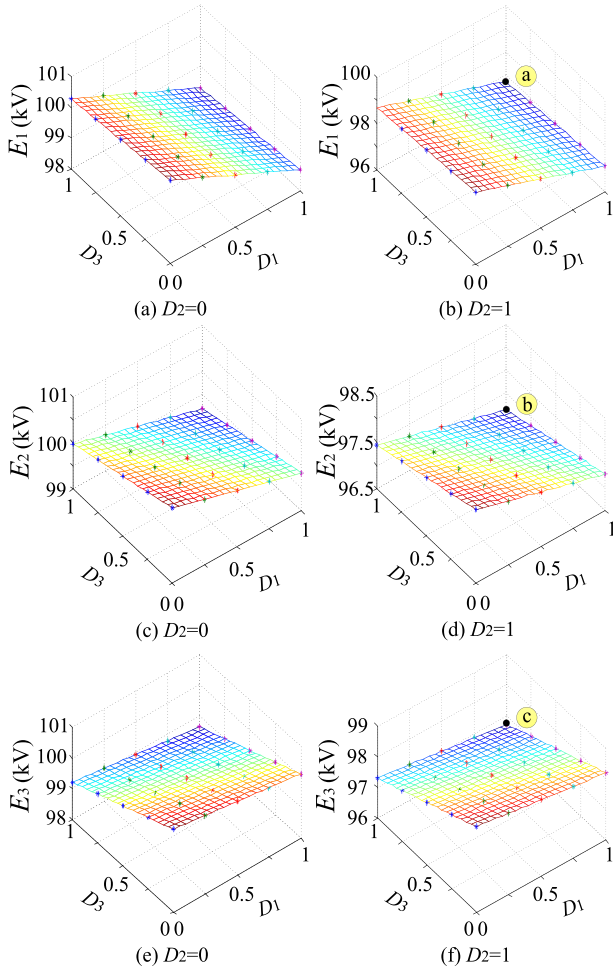 101
100
99
98
E1 (kV)
1
0.5
0 0
0.5
1
D3
D1
(a) D2=0
100
98
96
E1 (kV)
1
0.5
0 0
0.5
1
D3
D1
a
(b) D2=1
101
100
99
E2 (kV)
1
0.5
0 0
0.5
1
D3
D1
(c) D2=0
98.5
97.5
96.5
E2 (kV)
1
0.5
0 0
0.5
1
D3
D1
b
(d) D2=1
101
100
99
98
E3 (kV)
1
0.5
0 0
0.5
1
D3
D1
(e) D2=0
99
98
97
96
E3 (kV)
1
0.5
0 0
0.5
1
D3
D1
c
(f) D2=1